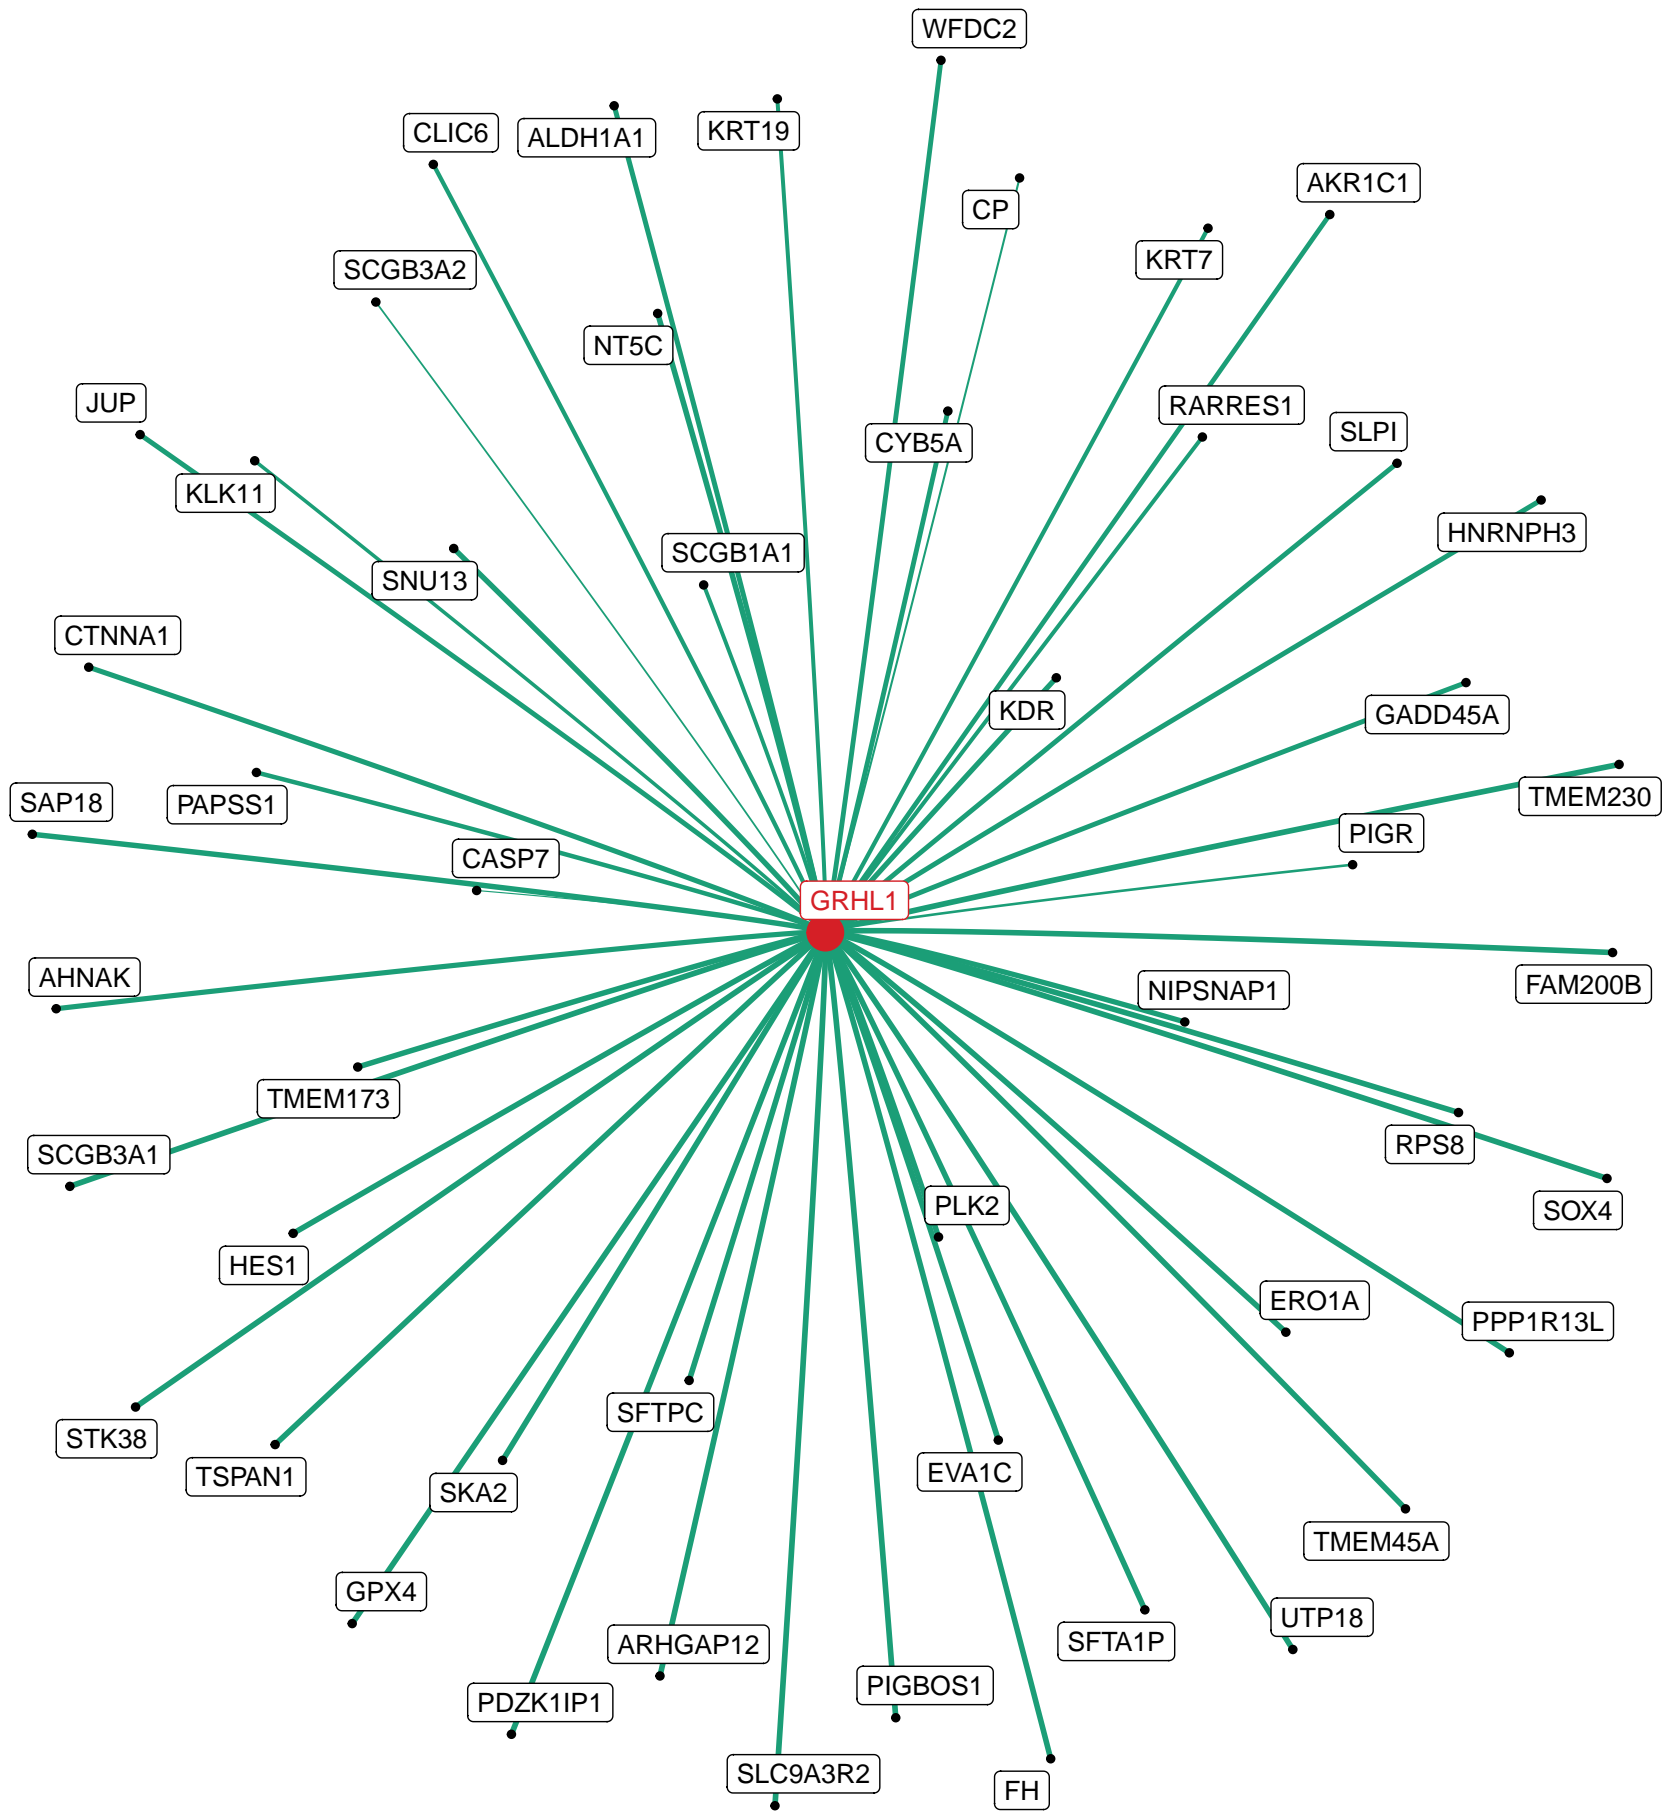 WFDC2
CLIC6
ALDH1A1
KRT19
AKR1C1
CP
KRT7
SCGB3A2
NT5C
JUP
RARRES1
SLPI
CYB5A
KLK11
HNRNPH3
SCGB1A1
SNU13
CTNNA1
KDR
GADD45A
SAP18
PAPSS1
TMEM230
PIGR
CASP7
GRHL1
AHNAK
FAM200B
NIPSNAP1
TMEM173
SCGB3A1
RPS8
PLK2
SOX4
HES1
ERO1A
PPP1R13L
SFTPC
STK38
TSPAN1
EVA1C
SKA2
TMEM45A
GPX4
UTP18
ARHGAP12
SFTA1P
PIGBOS1
PDZK1IP1
SLC9A3R2
FH